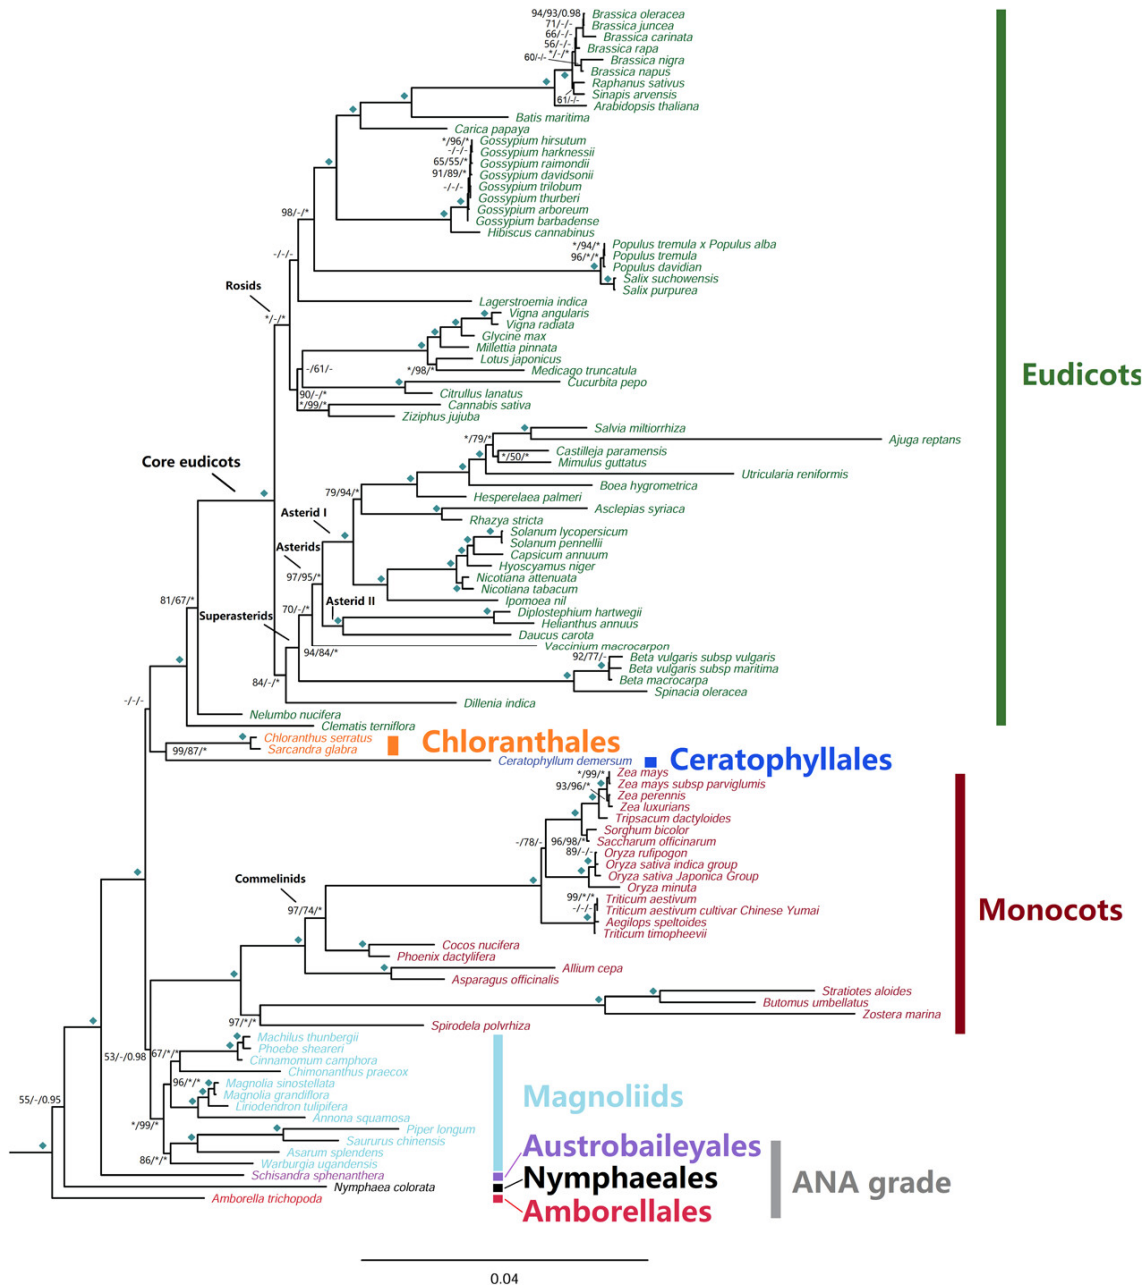 94/93/0.98
Brassica oleracea
71/-/-
Brassica juncea
66/-/-
Brassica carinata
56/-/-
Brassica rapa
*/-/*
60/-/-
Brassica nigra
Brassica napus
Raphanus sativus
61/-/-
Sinapis arvensis
Arabidopsis thaliana
Batis maritima
Carica papaya
*/96/*
Gossypium hirsutum
-/-/-
Gossypium harknessii
65/55/*
Gossypium raimondii
91/89/*
Gossypium davidsonii
-/-/-
Gossypium trilobum
Gossypium thurberi
Gossypium arboreum
Gossypium barbadense
98/-/*
Hibiscus cannabinus
*/94/*
Populus tremula x Populus alba
-/-/-
96/*/*
Populus tremula
Populus davidian
Salix suchowensis
Salix purpurea
Rosids
Lagerstroemia indica
*/-/*
Vigna angularis
Vigna radiata
Glycine max
Millettia pinnata
Lotus japonicus
-/61/-
*/98/*
Medicago truncatula
Cucurbita pepo
90/-/*
Citrullus lanatus
*/99/*
Cannabis sativa
Ziziphus jujuba
Eudicots
Salvia miltiorrhiza
*/79/*
Ajuga reptans
Castilleja paramensis
*/50/*
Mimulus guttatus
Core eudicots
Utricularia reniformis
Boea hygrometrica
79/94/*
Hesperelaea palmeri
Asterid I
Asclepias syriaca
Rhazya stricta
Solanum lycopersicum
Solanum pennellii
Asterids
Capsicum annuum
Hyoscyamus niger
97/95/*
Nicotiana attenuata
Nicotiana tabacum
81/67/*
Asterid II
Ipomoea nil
70/-/*
Superasterids
Diplostephium hartwegii
Helianthus annuus
Daucus carota
94/84/*
Vaccinium macrocarpon
92/77/-
Beta vulgaris subsp vulgaris
Beta vulgaris subsp maritima
84/-/*
Beta macrocarpa
Spinacia oleracea
-/-/-
Dillenia indica
Nelumbo nucifera
Clematis terniflora
Chloranthus serratus
Chloranthales
99/87/*
Sarcandra glabra
Ceratophyllum demersum
Ceratophyllales
*/99/*
Zea mays
93/96/*
Zea mays subsp parviglumis
Zea perennis
Zea luxurians
Tripsacum dactyloides
Sorghum bicolor
-/78/-
96/98/*
Saccharum officinarum
89/-/-
Oryza rufipogon
Oryza sativa indica group
Oryza sativa Japonica Group
Commelinids
Oryza minuta
99/*/*
Triticum aestivum
97/74/*
-/-/-
Triticum aestivum cultivar Chinese Yumai
Monocots
Aegilops speltoides
Triticum timopheevii
Cocos nucifera
Phoenix dactylifera
Allium cepa
Asparagus officinalis
Stratiotes aloides
Butomus umbellatus
Zostera marina
97/*/*
Spirodela polvrhiza
Machilus thunbergii
53/-/0.98
67/*/*
Phoebe sheareri
Cinnamomum camphora
Chimonanthus praecox
96/*/*
Magnolia sinostellata
Magnolia grandiflora
Magnoliids
55/-/0.95
Liriodendron tulipifera
Annona squamosa
*/99/*
Piper longum
Saururus chinensis
Austrobaileyales
86/*/*
Asarum splendens
Warburgia ugandensis
Schisandra sphenanthera
Nymphaeales
ANA grade
Nymphaea colorata
Amborella trichopoda
Amborellales
0.04